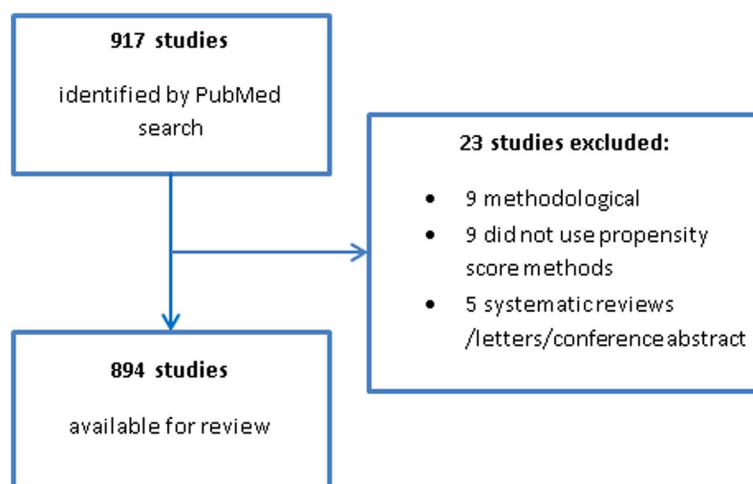 917 studies
identified by PubMed
search
23 studies excluded:
• 9 methodological
• 9 did not use propensity
score methods
• 5 systematic reviews
/letters/conference abstract
894 studies
available for review